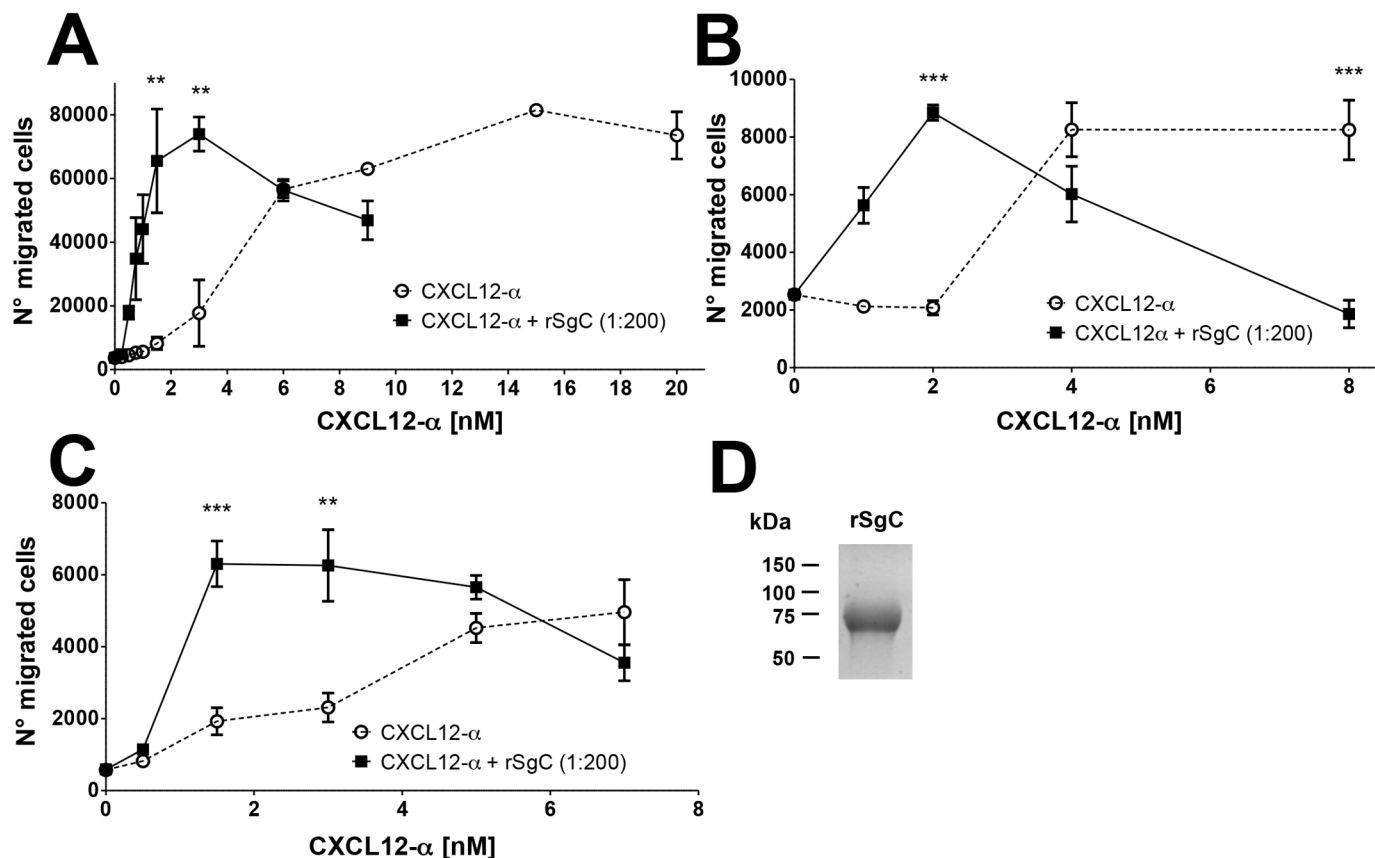 A
** **
80000
60000
40000
20000
0
N° migrated cells
CXCL12-α
CXCL12-α + rSgC (1:200)
0 2 4 6 8 10 12 14 16 18 20
CXCL12-α [nM]
B
*** ***
10000
8000
6000
4000
2000
0
N° migrated cells
CXCL12-α
CXCL12α + rSgC (1:200)
0 2 4 6 8
CXCL12-α [nM]
C
*** **
8000
6000
4000
2000
0
N° migrated cells
CXCL12-α
CXCL12-α + rSgC (1:200)
0 2 4 6 8
CXCL12-α [nM]
D
kDa rSgC
150
100
75
50